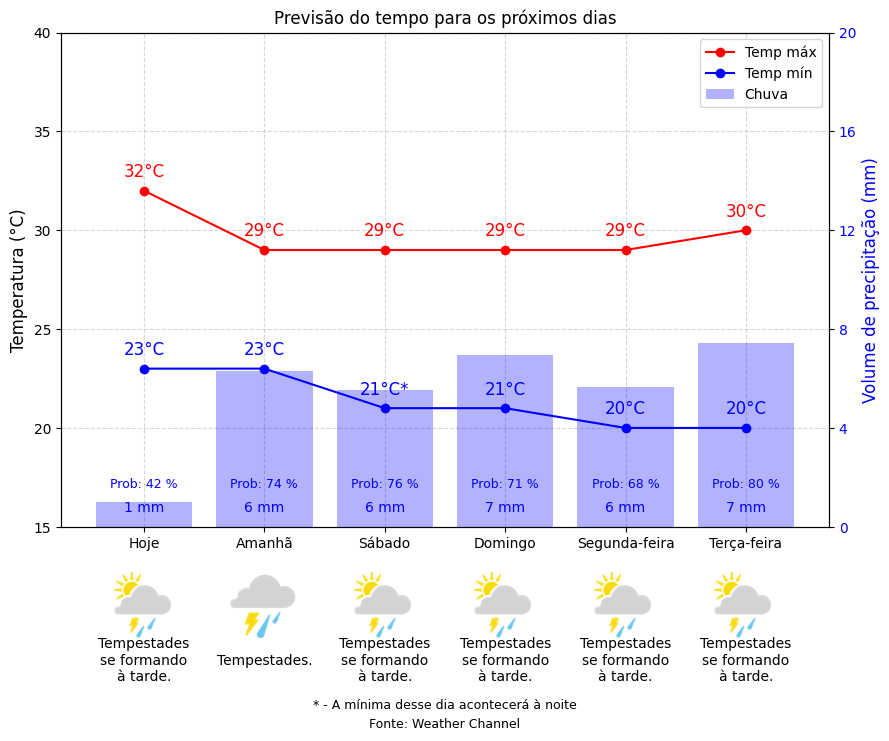 Previsão do tempo para os próximos dias
Temp máx
Temp mín
Chuva
Temperatura (°C)
Volume de precipitação (mm)
40
35
30
25
20
15
20
16
12
8
4
0
32°C
29°C
29°C
29°C
29°C
30°C
23°C
23°C
21°C*
21°C
20°C
20°C
Prob: 42 %
Prob: 74 %
Prob: 76 %
Prob: 71 %
Prob: 68 %
Prob: 80 %
1 mm
6 mm
6 mm
7 mm
6 mm
7 mm
Hoje
Amanhã
Sábado
Domingo
Segunda-feira
Terça-feira
Tempestades
se formando
à tarde.
Tempestades.
Tempestades
se formando
à tarde.
Tempestades
se formando
à tarde.
Tempestades
se formando
à tarde.
Tempestades
se formando
à tarde.
* - A mínima desse dia acontecerá à noite
Fonte: Weather Channel